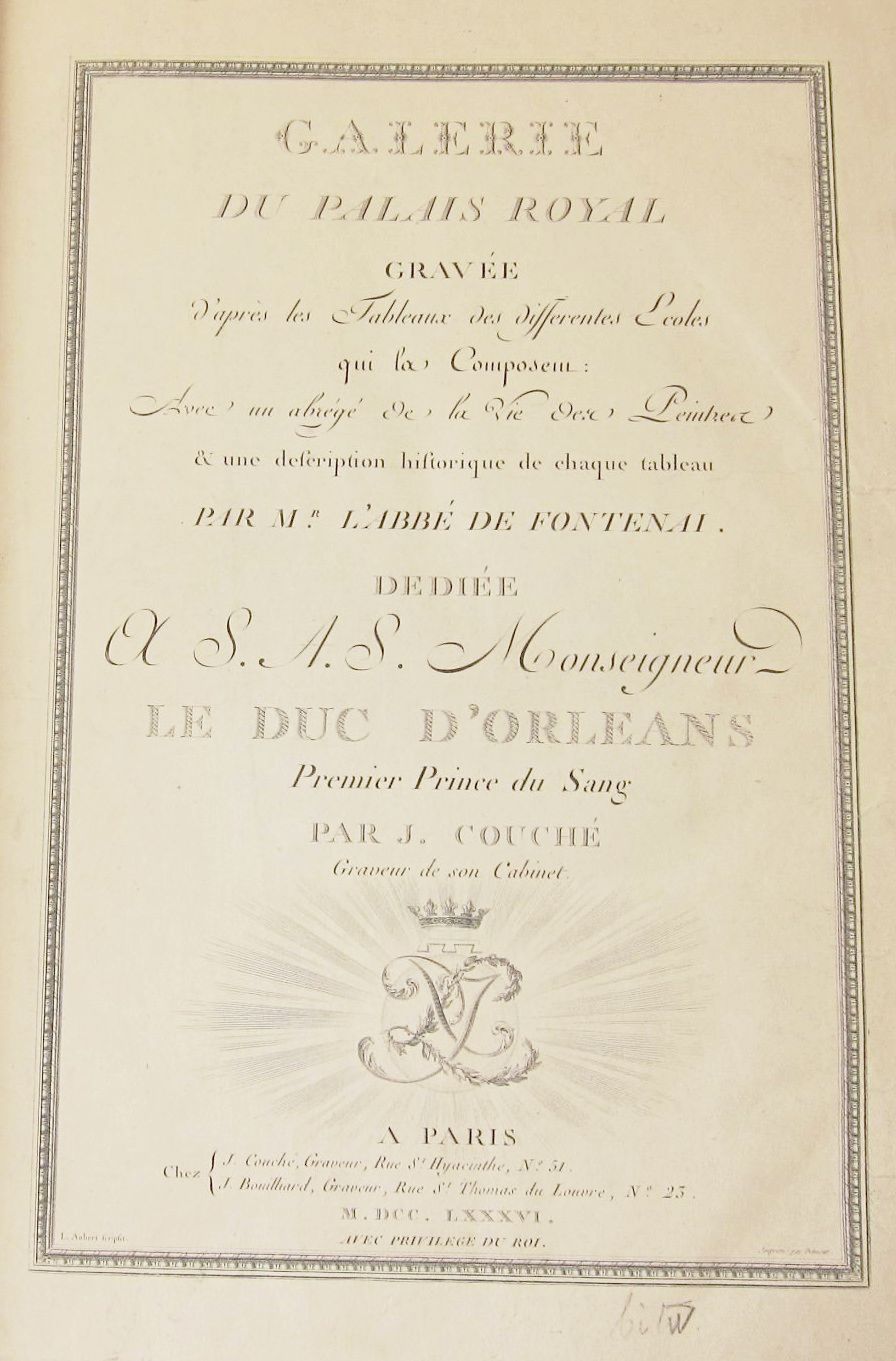 GALERIE
DU PALAIS ROYAL
GRAVÉE
d'après les Tableaux des differentes Ecoles
qui la Composent :
Avec un abrégé de la Vie des Peintres
& une deſcription hiſtorique de chaque tableau
PAR M.R L'ABBÉ DE FONTENAI .
DEDIÉE
A S. A. S. Monseigneur
LE DUC D'ORLEANS
Premier Prince du Sang
PAR J. COUCHÉ
Graveur de son Cabinet.
A PARIS
Chez { J. Couché, Graveur, Rue St Hyacinthe, No 51 .
J. Bouilliard, Graveur, Rue St Thomas du Louvre, No 23 .
M. DCC. LXXXVI .
AVEC PRIVILEGE DU ROI .
L. Aubert ſcripſit.